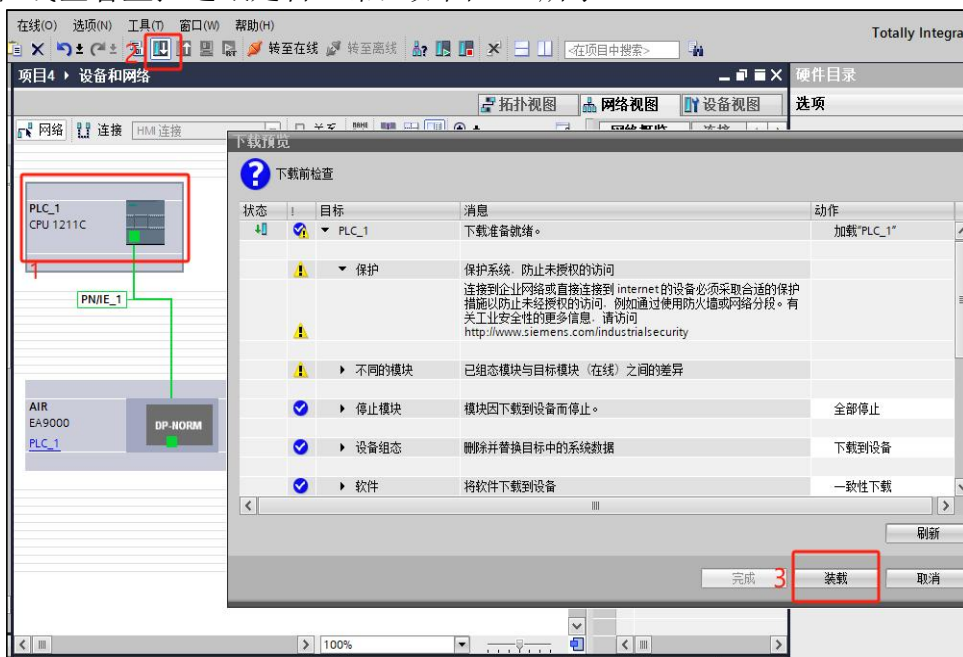 在线(O) 选项(N) 工具(T) 窗口(W) 帮助(H)
2
转至在线 转至离线 <在项目中搜索>
Totally Integra
项目4 设备和网络
硬件目录
拓扑视图 网络视图 设备视图
选项
网络 连接 HMI 连接
下载预览
下载前检查
状态 ! 目标 消息 动作
PLC_1 下载准备就绪。 加载"PLC_1"
保护 保护系统, 防止未授权的访问
连接到企业网络或直接连接到 internet 的设备必须采取合适的保护
措施以防止未经授权的访问, 例如通过使用防火墙或网络分段。有
关工业安全性的更多信息, 请访问
http://www.siemens.com/industrialsecurity
不同的模块 已组态模块与目标模块 (在线) 之间的差异
停止模块 模块因下载到设备而停止。 全部停止
设备组态 删除并替换目标中的系统数据 下载到设备
软件 将软件下载到设备 一致性下载
刷新
完成 3 装载 取消
PLC_1
CPU 1211C
1
PN/IE_1
AIR
EA9000
PLC_1
DP-NORM
100%